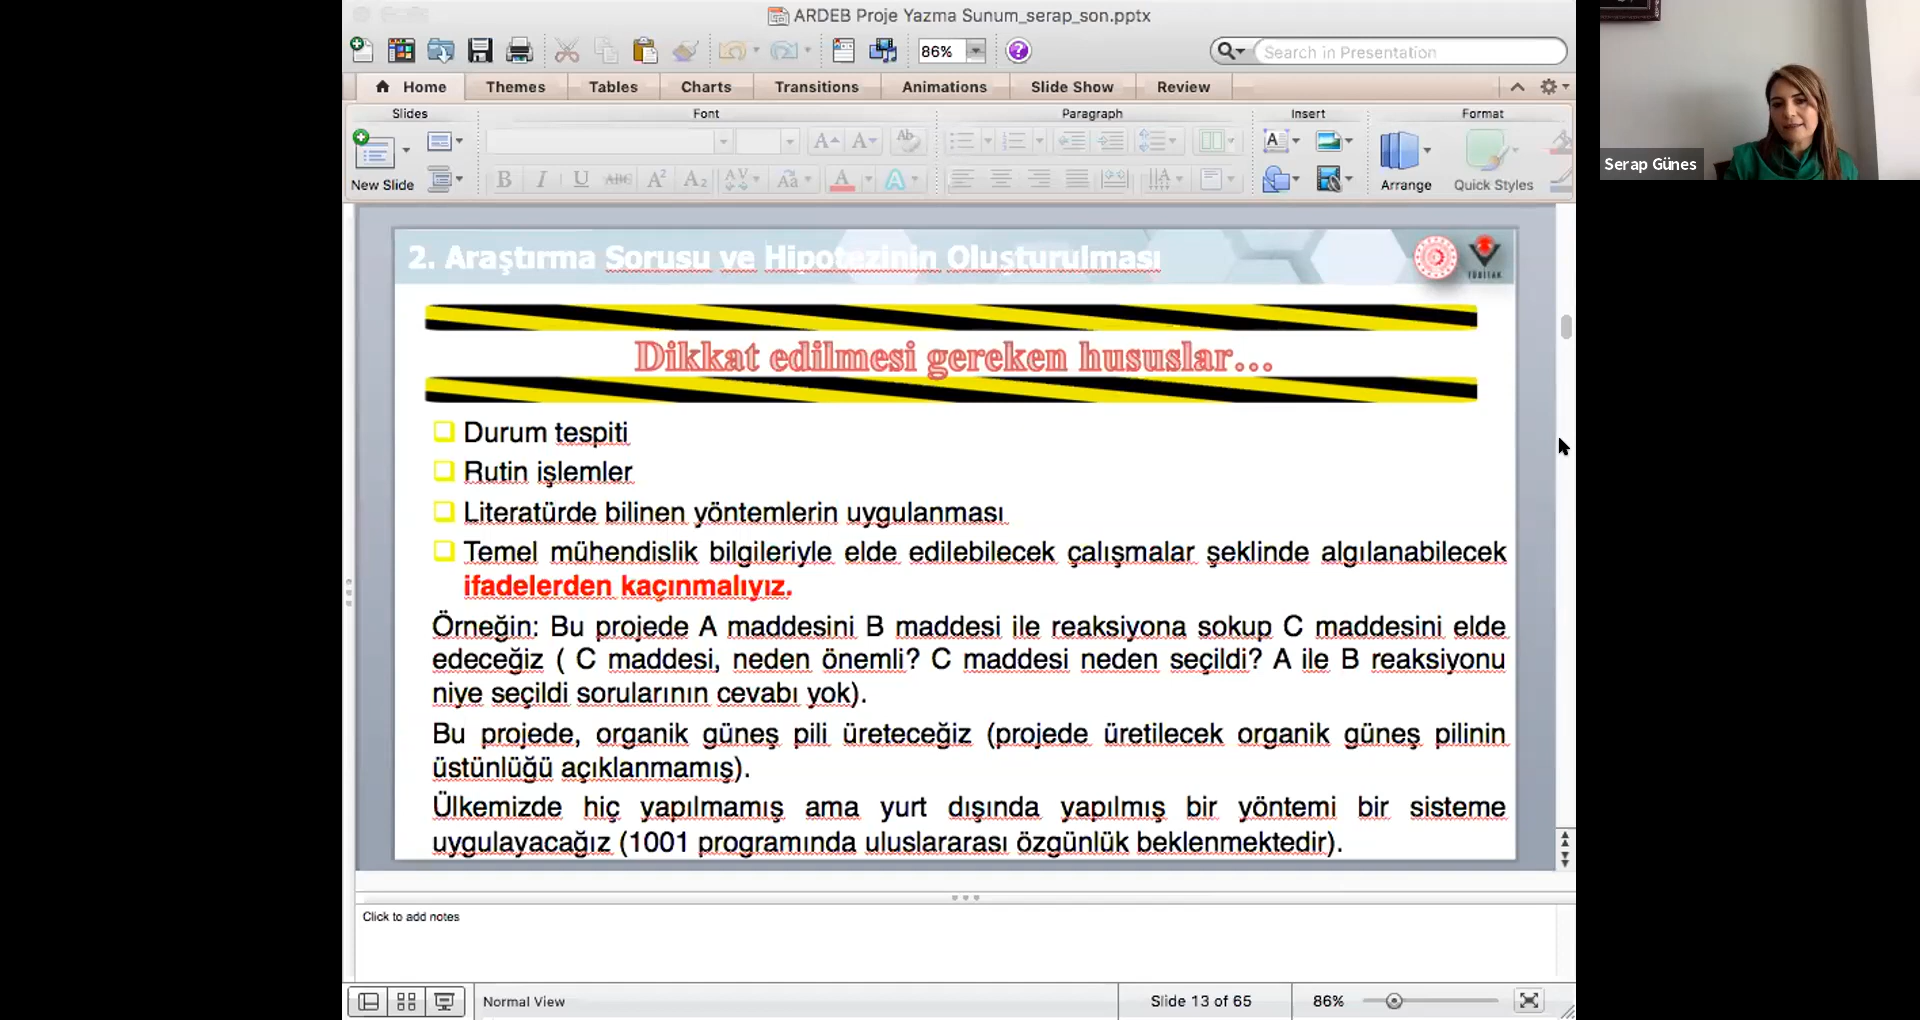 ARDEB Proje Yazma Sunum_serap_son.pptx
86%
Search in Presentation
Home
Themes
Tables
Charts
Transitions
Animations
Slide Show
Review
Slides
Font
Paragraph
Insert
Format
New Slide
Arrange
Quick Styles
Serap Günes
2. Araştırma Sorusu ve Hipotezinin Oluşturulması
TÜBİTAK
Dikkat edilmesi gereken hususlar…
Durum tespiti
Rutin işlemler
Literatürde bilinen yöntemlerin uygulanması
Temel mühendislik bilgileriyle elde edilebilecek çalışmalar şeklinde algılanabilecek
ifadelerden kaçınmalıyız.
Örneğin: Bu projede A maddesini B maddesi ile reaksiyona sokup C maddesini elde
edeceğiz ( C maddesi, neden önemli? C maddesi neden seçildi? A ile B reaksiyonu
niye seçildi sorularının cevabı yok).
Bu projede, organik güneş pili üreteceğiz (projede üretilecek organik güneş pilinin
üstünlüğü açıklanmamış).
Ülkemizde hiç yapılmamış ama yurt dışında yapılmış bir yöntemi bir sisteme
uygulayacağız (1001 programında uluslararası özgünlük beklenmektedir).
Click to add notes
Normal View
Slide 13 of 65
86%